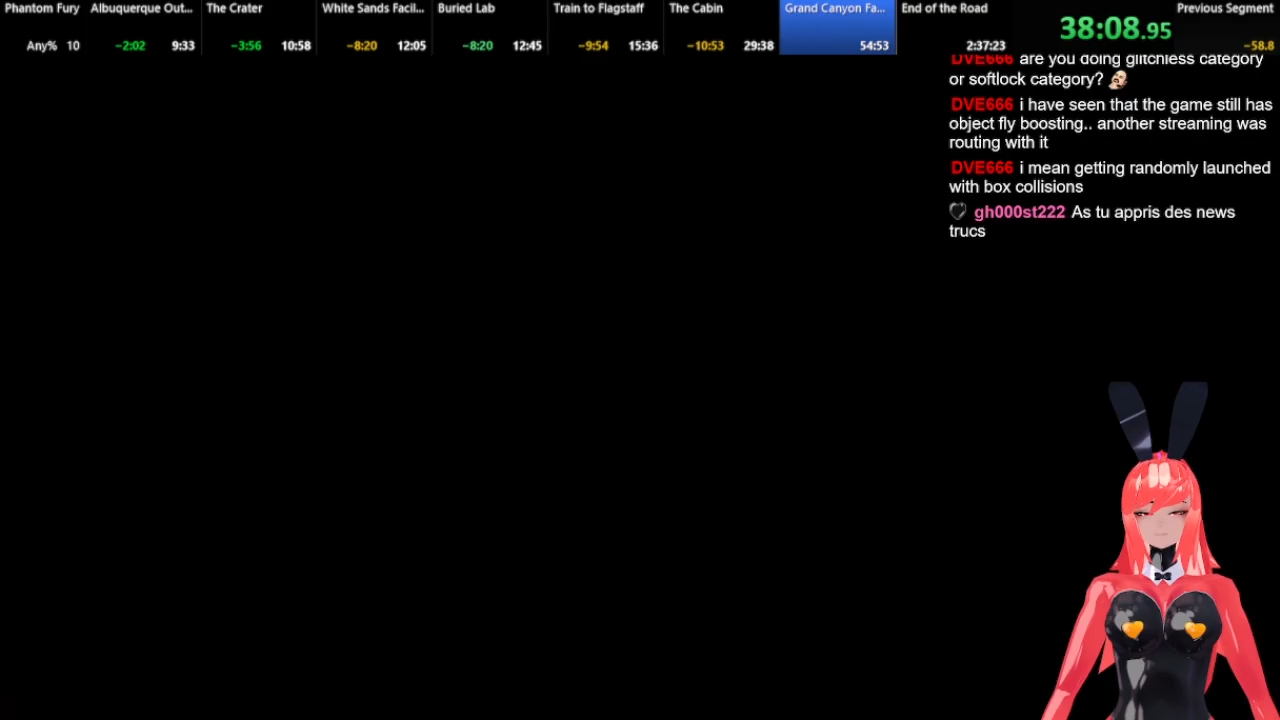 Phantom Fury Albuquerque Out... The Crater White Sands Facil... Buried Lab Train to Flagstaff The Cabin Grand Canyon Fa... End of the Road Previous Segment
38:08.95
Any% 10 −2:02 9:33 −3:56 10:58 −8:20 12:05 −8:20 12:45 −9:54 15:36 −10:53 29:38 54:53 2:37:23 −58.8
DVE666 are you doing glitchless category
or softlock category?
DVE666 i have seen that the game still has
object fly boosting.. another streaming was
routing with it
DVE666 i mean getting randomly launched
with box collisions
gh000st222 As tu appris des news
trucs